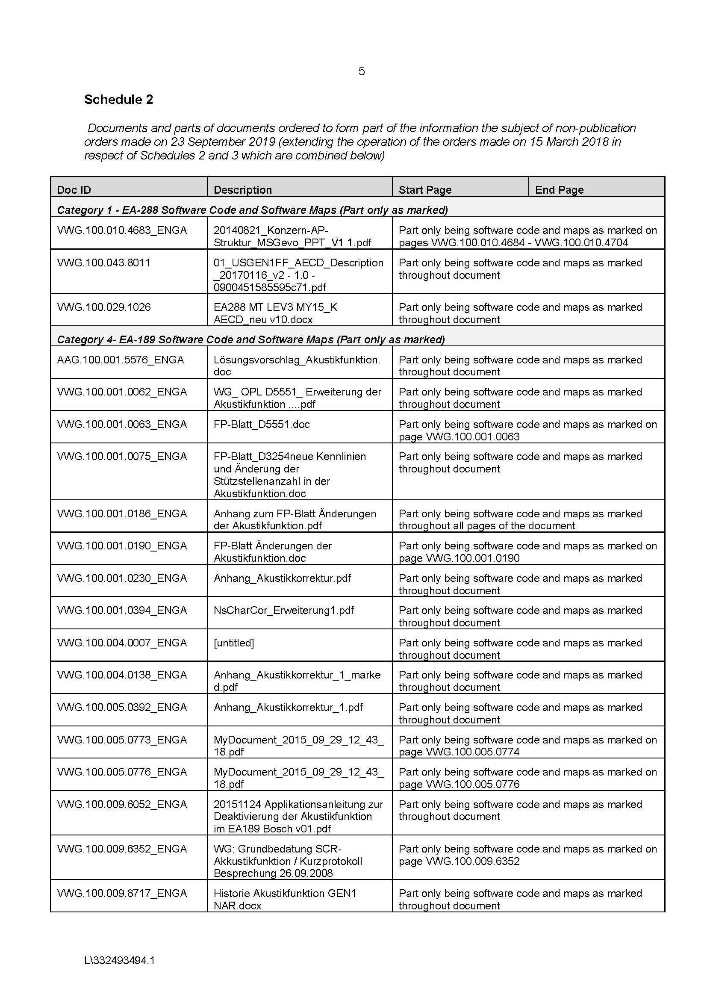 5
Schedule 2
Documents and parts of documents ordered to form part of the information the subject of non-publication
orders made on 23 September 2019 (extending the operation of the orders made on 15 March 2018 in
respect of Schedules 2 and 3 which are combined below)
Doc ID Description Start Page End Page
Category 1 - EA-288 Software Code and Software Maps (Part only as marked)
VWG.100.010.4683_ENGA 20140821_Konzern-AP- Part only being software code and maps as marked on
Struktur_MSGevo_PPT_V1 1.pdf pages VWG.100.010.4684 - VWG.100.010.4704
VWG.100.043.8011 01_USGEN1FF_AECD_Description Part only being software code and maps as marked
_20170116_v2 - 1.0 - throughout document
0900451585595c71.pdf
VWG.100.029.1026 EA288 MT LEV3 MY15_K Part only being software code and maps as marked
AECD_neu v10.docx throughout document
Category 4- EA-189 Software Code and Software Maps (Part only as marked)
AAG.100.001.5576_ENGA Lösungsvorschlag_Akustikfunktion. Part only being software code and maps as marked
doc throughout document
VWG.100.001.0062_ENGA WG_ OPL D5551_ Erweiterung der Part only being software code and maps as marked
Akustikfunktion ....pdf throughout document
VWG.100.001.0063_ENGA FP-Blatt_D5551.doc Part only being software code and maps as marked on
page VWG.100.001.0063
VWG.100.001.0075_ENGA FP-Blatt_D3254neue Kennlinien Part only being software code and maps as marked
und Änderung der throughout document
Stützstellenanzahl in der
Akustikfunktion.doc
VWG.100.001.0186_ENGA Anhang zum FP-Blatt Änderungen Part only being software code and maps as marked
der Akustikfunktion.pdf throughout all pages of the document
VWG.100.001.0190_ENGA FP-Blatt Änderungen der Part only being software code and maps as marked on
Akustikfunktion.doc page VWG.100.001.0190
VWG.100.001.0230_ENGA Anhang_Akustikkorrektur.pdf Part only being software code and maps as marked
throughout document
VWG.100.001.0394_ENGA NsCharCor_Erweiterung1.pdf Part only being software code and maps as marked
throughout document
VWG.100.004.0007_ENGA [untitled] Part only being software code and maps as marked
throughout document
VWG.100.004.0138_ENGA Anhang_Akustikkorrektur_1_marke Part only being software code and maps as marked
d.pdf throughout document
VWG.100.005.0392_ENGA Anhang_Akustikkorrektur_1.pdf Part only being software code and maps as marked
throughout document
VWG.100.005.0773_ENGA MyDocument_2015_09_29_12_43_ Part only being software code and maps as marked on
18.pdf page VWG.100.005.0774
VWG.100.005.0776_ENGA MyDocument_2015_09_29_12_43_ Part only being software code and maps as marked on
18.pdf page VWG.100.005.0776
VWG.100.009.6052_ENGA 20151124 Applikationsanleitung zur Part only being software code and maps as marked
Deaktivierung der Akustikfunktion throughout document
im EA189 Bosch v01.pdf
VWG.100.009.6352_ENGA WG: Grundbedatung SCR- Part only being software code and maps as marked on
Akkustikfunktion / Kurzprotokoll page VWG.100.009.6352
Besprechung 26.09.2008
VWG.100.009.8717_ENGA Historie Akustikfunktion GEN1 Part only being software code and maps as marked
NAR.docx throughout document
L\332493494.1